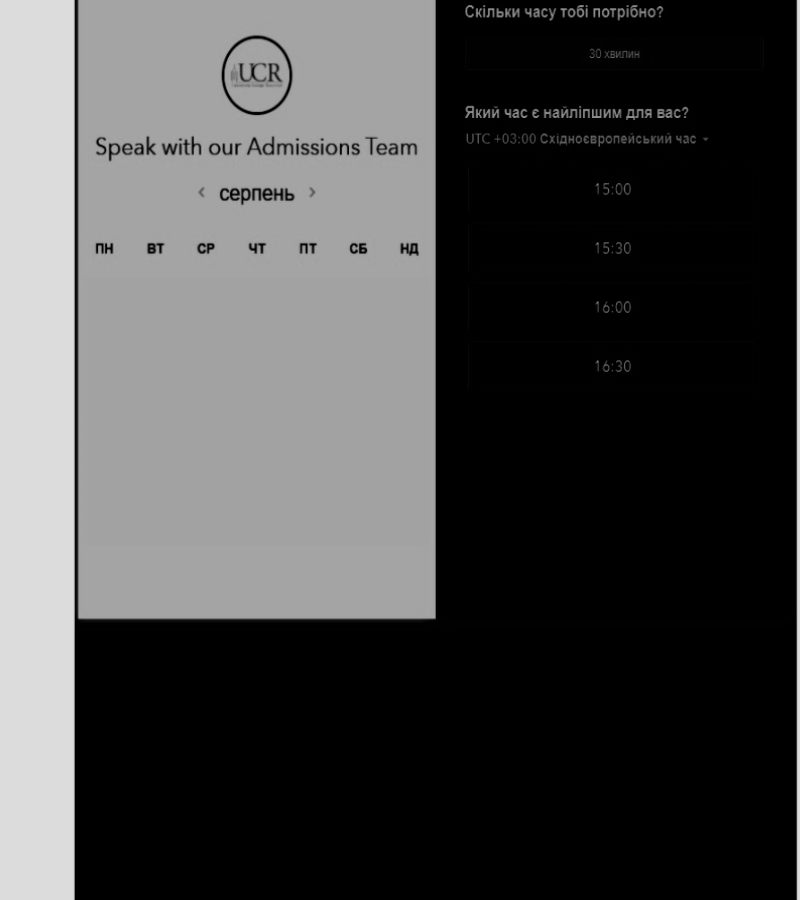 UCR
Speak with our Admissions Team
серпень
ПН ВТ СР ЧТ ПТ СБ НД
Скільки часу тобі потрібно?
30 хвилин
Який час є найліпшим для вас?
UTC +03:00 Східноєвропейський час
15:00
15:30
16:00
16:30